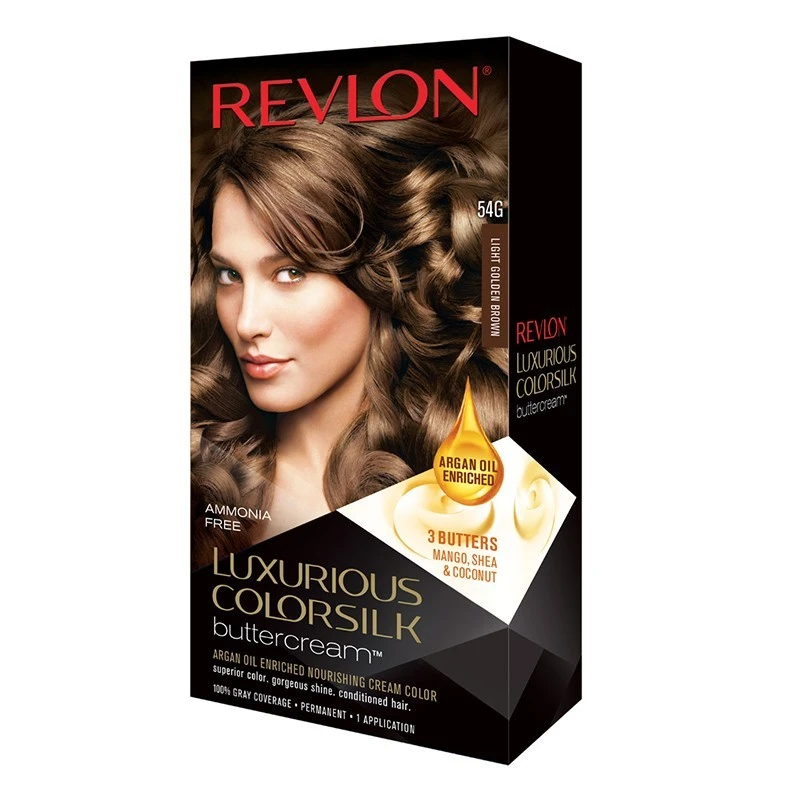 REVLON®
54G
LIGHT GOLDEN BROWN
ARGAN OIL
ENRICHED
3 BUTTERS
MANGO, SHEA
& COCONUT
AMMONIA
FREE
LUXURIOUS
COLORSILK
buttercream™
ARGAN OIL ENRICHED NOURISHING CREAM COLOR
superior color. gorgeous shine. conditioned hair.
100% GRAY COVERAGE • PERMANENT • 1 APPLICATION
REVLON
LUXURIOUS
COLORSILK
buttercream™